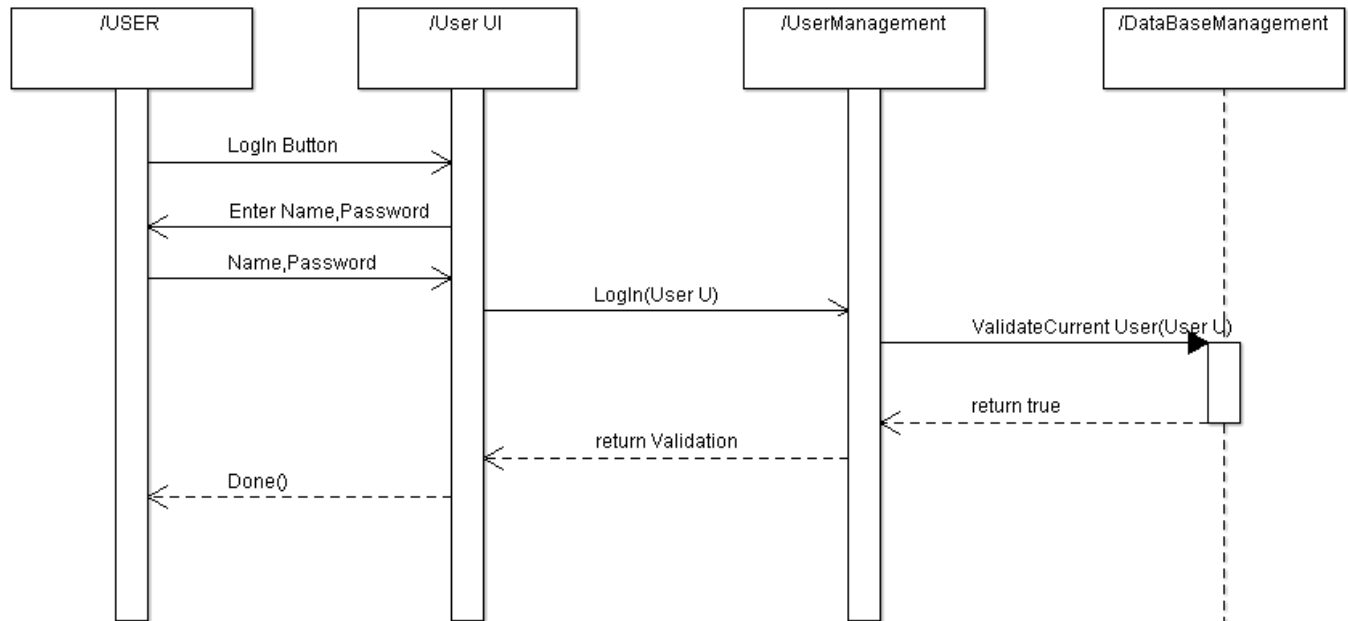 /USER
/User UI
/UserManagement
/DataBaseManagement
LogIn Button
Enter Name,Password
Name,Password
LogIn(User U)
ValidateCurrent User(User U)
return true
return Validation
Done()